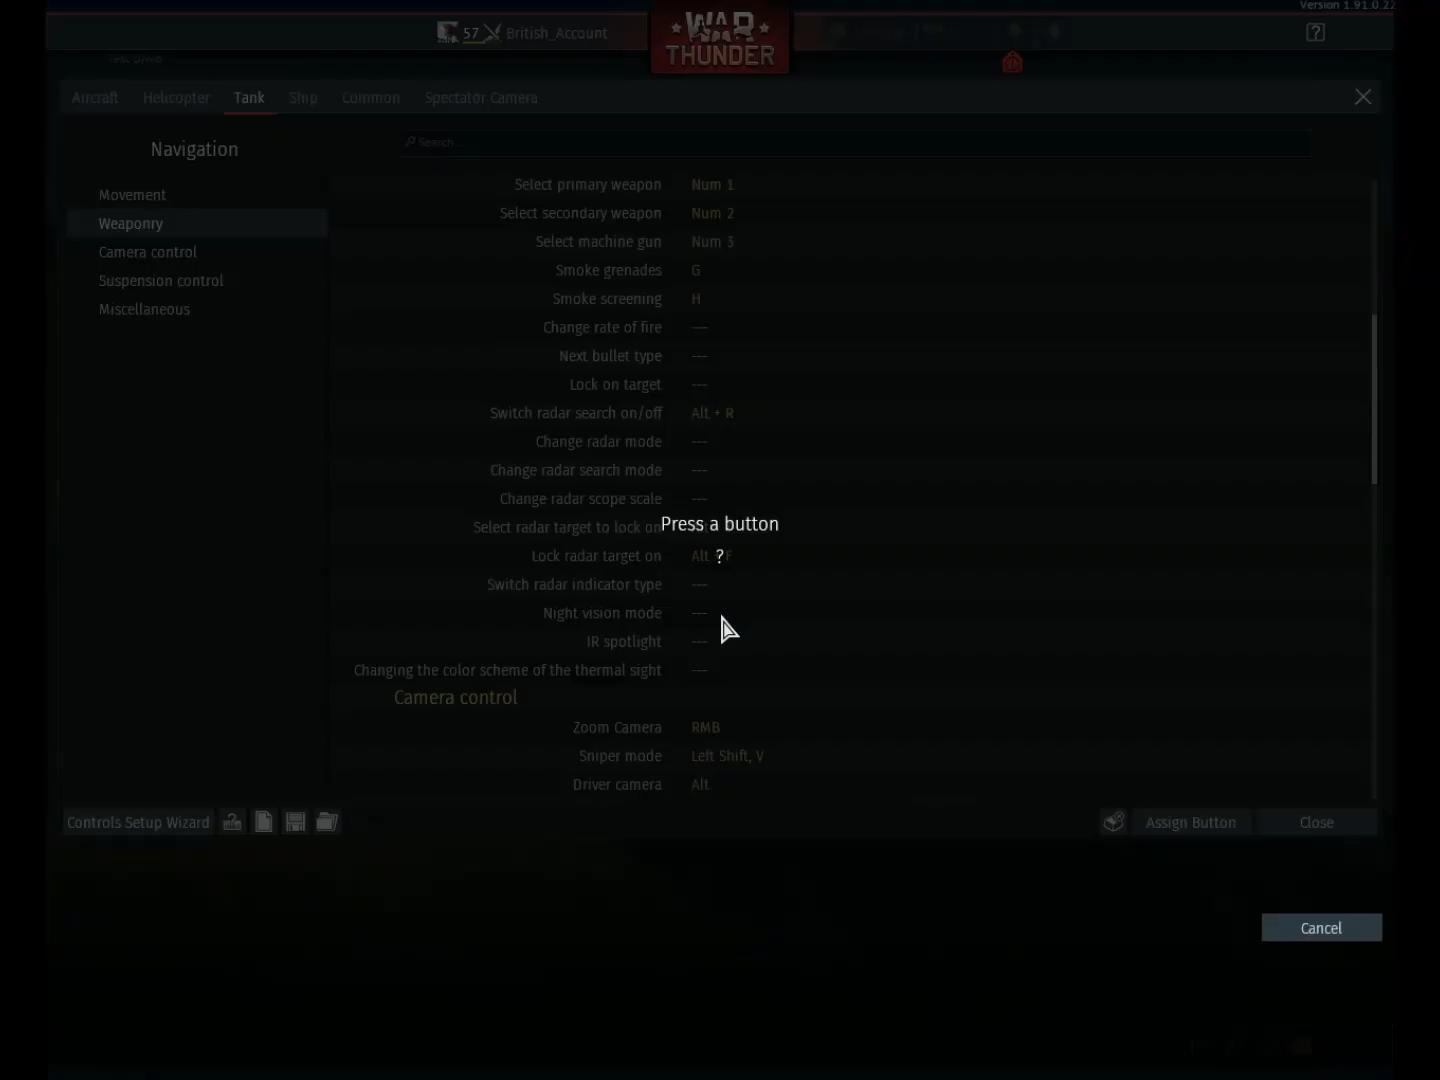 Version 1.91.0.22
57 British_Account
WAR
THUNDER
Test Drive
Aircraft Helicopter Tank Ship Common Spectator Camera
Navigation
Search...
Movement
Weaponry
Camera control
Suspension control
Miscellaneous
Select primary weapon Num 1
Select secondary weapon Num 2
Select machine gun Num 3
Smoke grenades G
Smoke screening H
Change rate of fire ---
Next bullet type ---
Lock on target ---
Switch radar search on/off Alt + R
Change radar mode ---
Change radar search mode ---
Change radar scope scale ---
Select radar target to lock on
Press a button
?
Lock radar target on Alt F
Switch radar indicator type ---
Night vision mode ---
IR spotlight ---
Changing the color scheme of the thermal sight ---
Camera control
Zoom Camera RMB
Sniper mode Left Shift, V
Driver camera Alt
Controls Setup Wizard Assign Button Close
Cancel